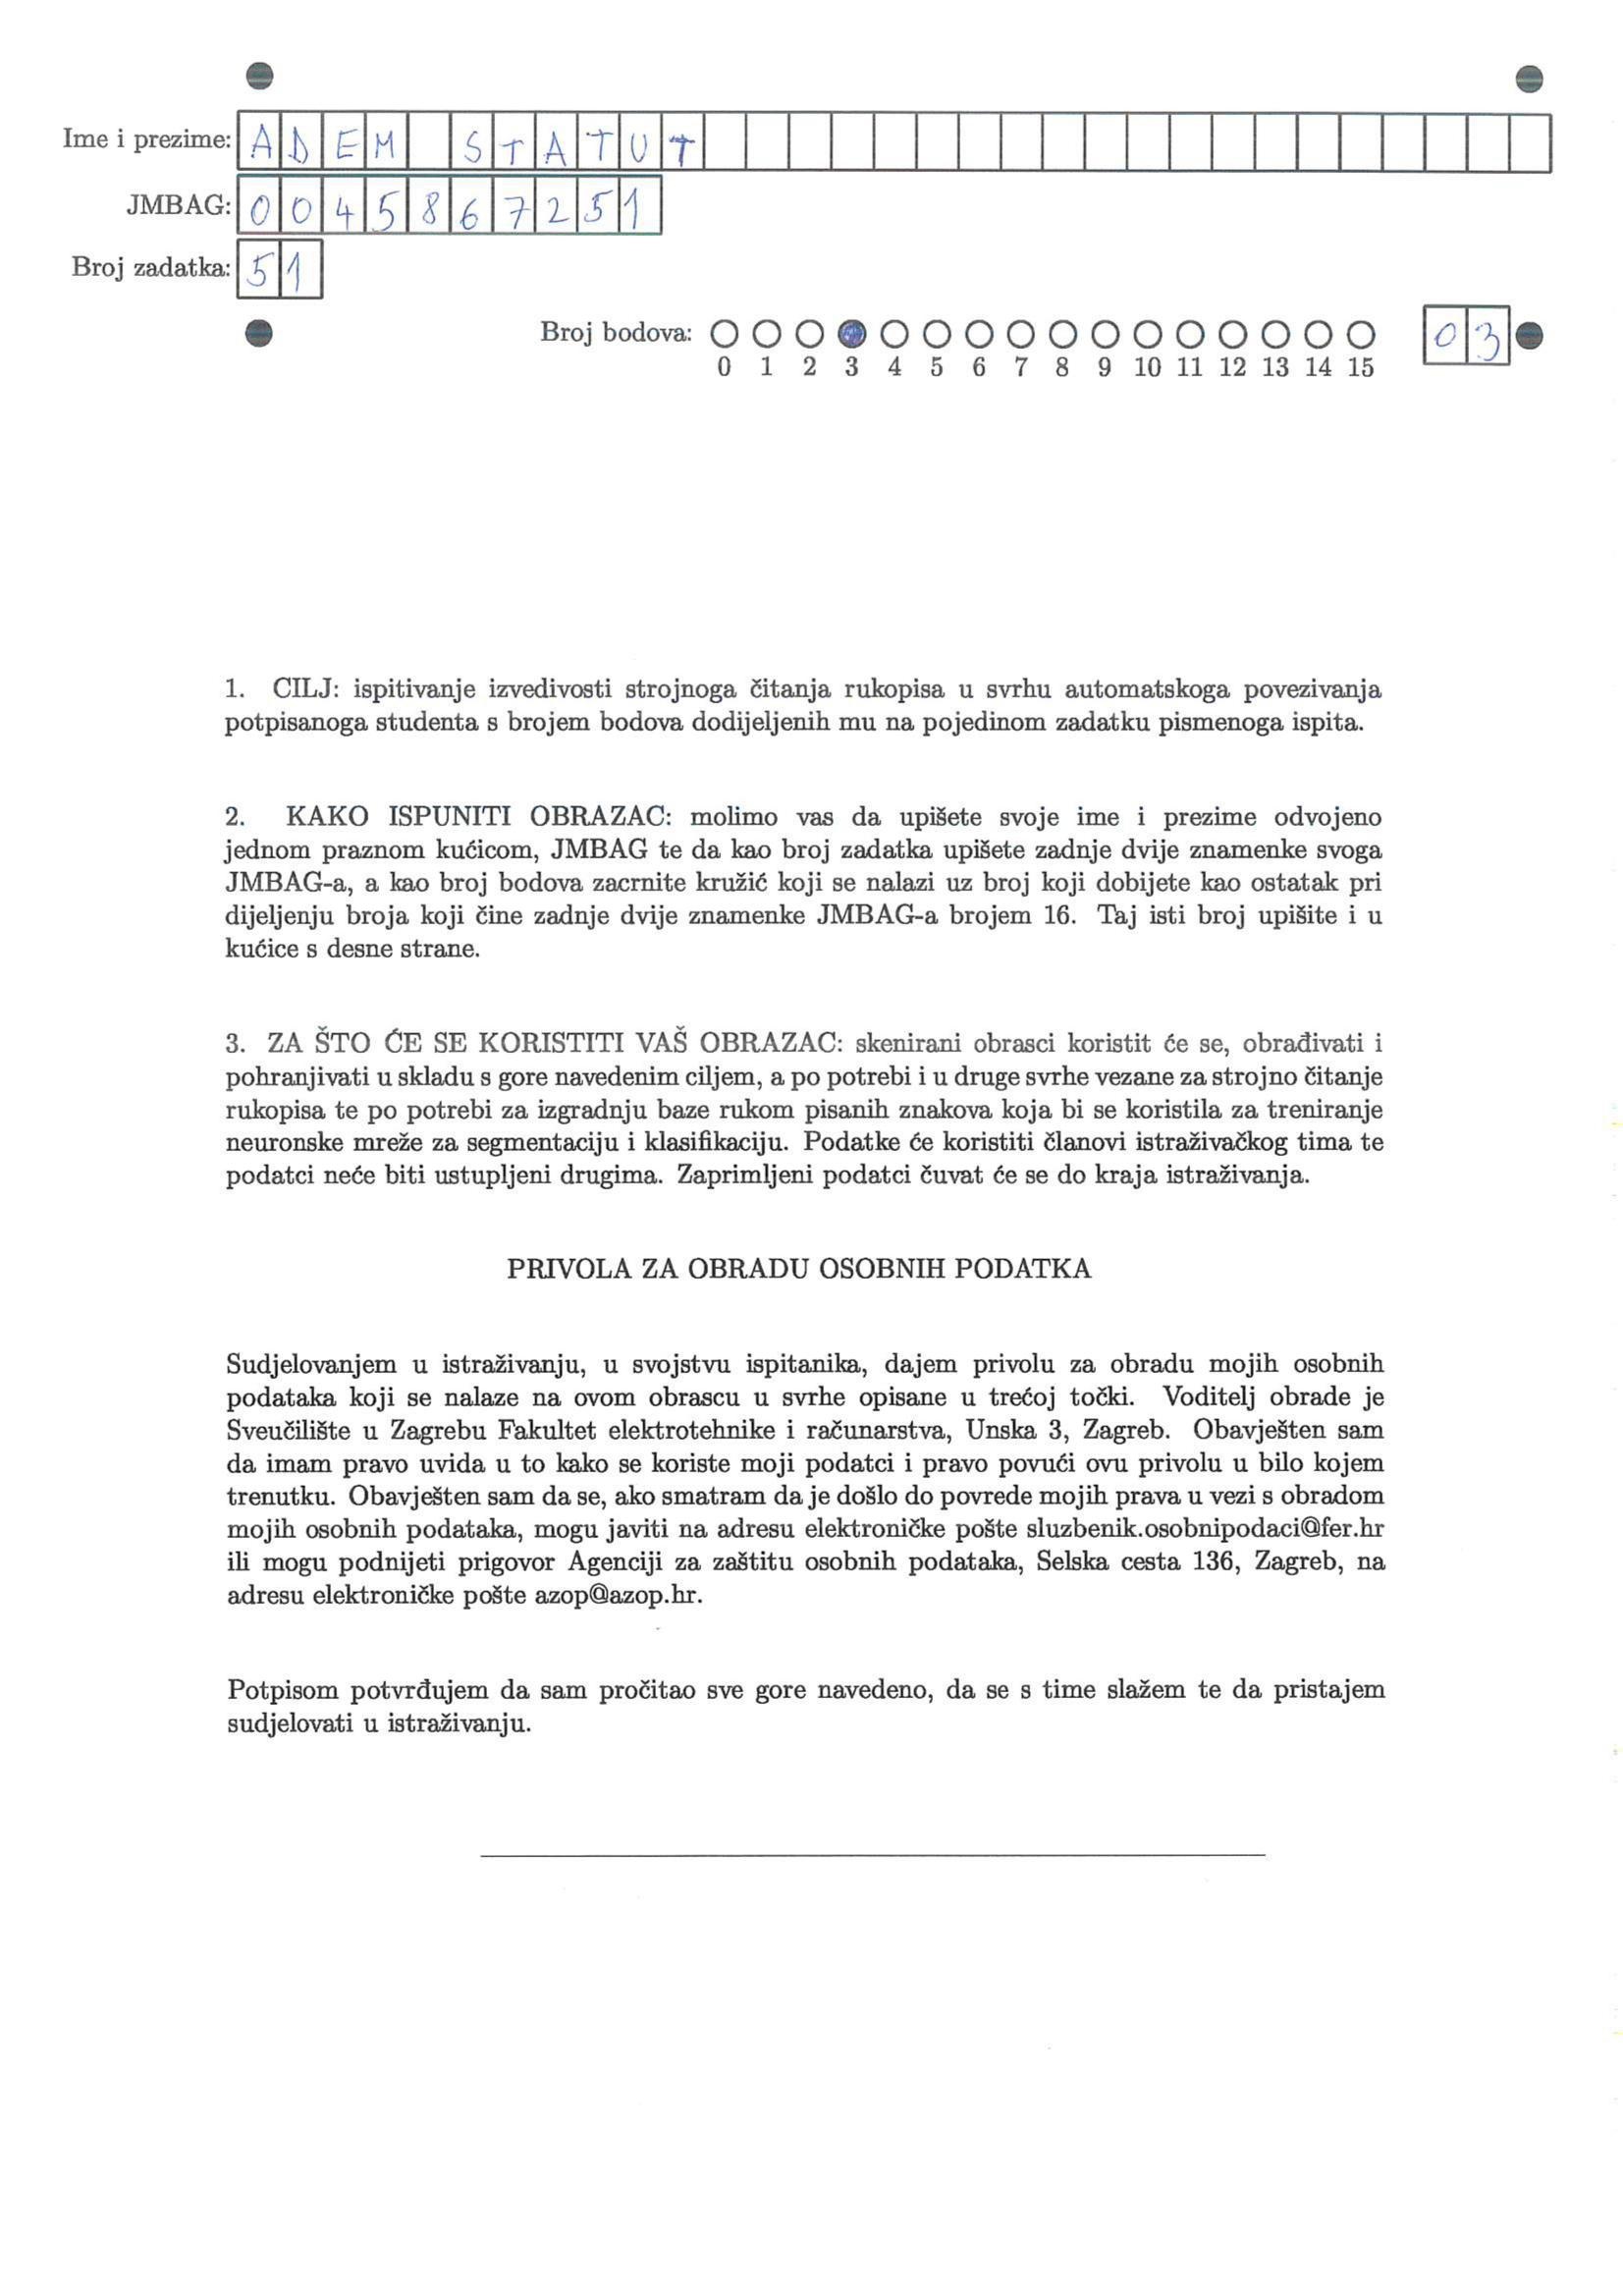 Ime i prezime: ADEM STATUT
JMBAG: 0045867251
Broj zadatka: 51
Broj bodova: 03
0 1 2 3 4 5 6 7 8 9 10 11 12 13 14 15
1. CILJ: ispitivanje izvedivosti strojnoga čitanja rukopisa u svrhu automatskoga povezivanja
potpisanoga studenta s brojem bodova dodijeljenih mu na pojedinom zadatku pismenoga ispita.
2. KAKO ISPUNITI OBRAZAC: molimo vas da upišete svoje ime i prezime odvojeno
jednom praznom kućicom, JMBAG te da kao broj zadatka upišete zadnje dvije znamenke svoga
JMBAG-a, a kao broj bodova zacrnite kružić koji se nalazi uz broj koji dobijete kao ostatak pri
dijeljenju broja koji čine zadnje dvije znamenke JMBAG-a brojem 16. Taj isti broj upišite i u
kućice s desne strane.
3. ZA ŠTO ĆE SE KORISTITI VAŠ OBRAZAC: skenirani obrasci koristit će se, obrađivati i
pohranjivati u skladu s gore navedenim ciljem, a po potrebi i u druge svrhe vezane za strojno čitanje
rukopisa te po potrebi za izgradnju baze rukom pisanih znakova koja bi se koristila za treniranje
neuronske mreže za segmentaciju i klasifikaciju. Podatke će koristiti članovi istraživačkog tima te
podatci neće biti ustupljeni drugima. Zaprimljeni podatci čuvat će se do kraja istraživanja.
PRIVOLA ZA OBRADU OSOBNIH PODATKA
Sudjelovanjem u istraživanju, u svojstvu ispitanika, dajem privolu za obradu mojih osobnih
podataka koji se nalaze na ovom obrascu u svrhe opisane u trećoj točki. Voditelj obrade je
Sveučilište u Zagrebu Fakultet elektrotehnike i računarstva, Unska 3, Zagreb. Obavješten sam
da imam pravo uvida u to kako se koriste moji podatci i pravo povući ovu privolu u bilo kojem
trenutku. Obavješten sam da se, ako smatram da je došlo do povrede mojih prava u vezi s obradom
mojih osobnih podataka, mogu javiti na adresu elektroničke pošte sluzbenik.osobnipodaci@fer.hr
ili mogu podnijeti prigovor Agenciji za zaštitu osobnih podataka, Selska cesta 136, Zagreb, na
adresu elektroničke pošte azop@azop.hr.
Potpisom potvrđujem da sam pročitao sve gore navedeno, da se s time slažem te da pristajem
sudjelovati u istraživanju.